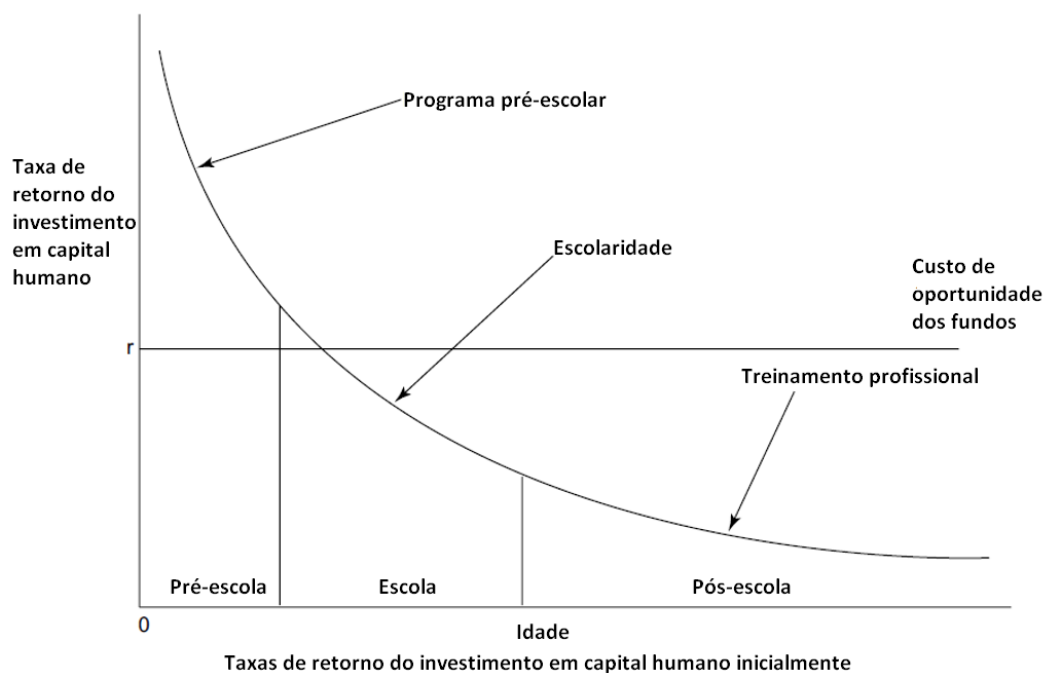 Programa pré-escolar
Taxa de
retorno do
investimento
em capital
humano
Escolaridade
Custo de
oportunidade
dos fundos
r
Treinamento profissional
Pré-escola
Escola
Pós-escola
0
Idade
Taxas de retorno do investimento em capital humano inicialmente